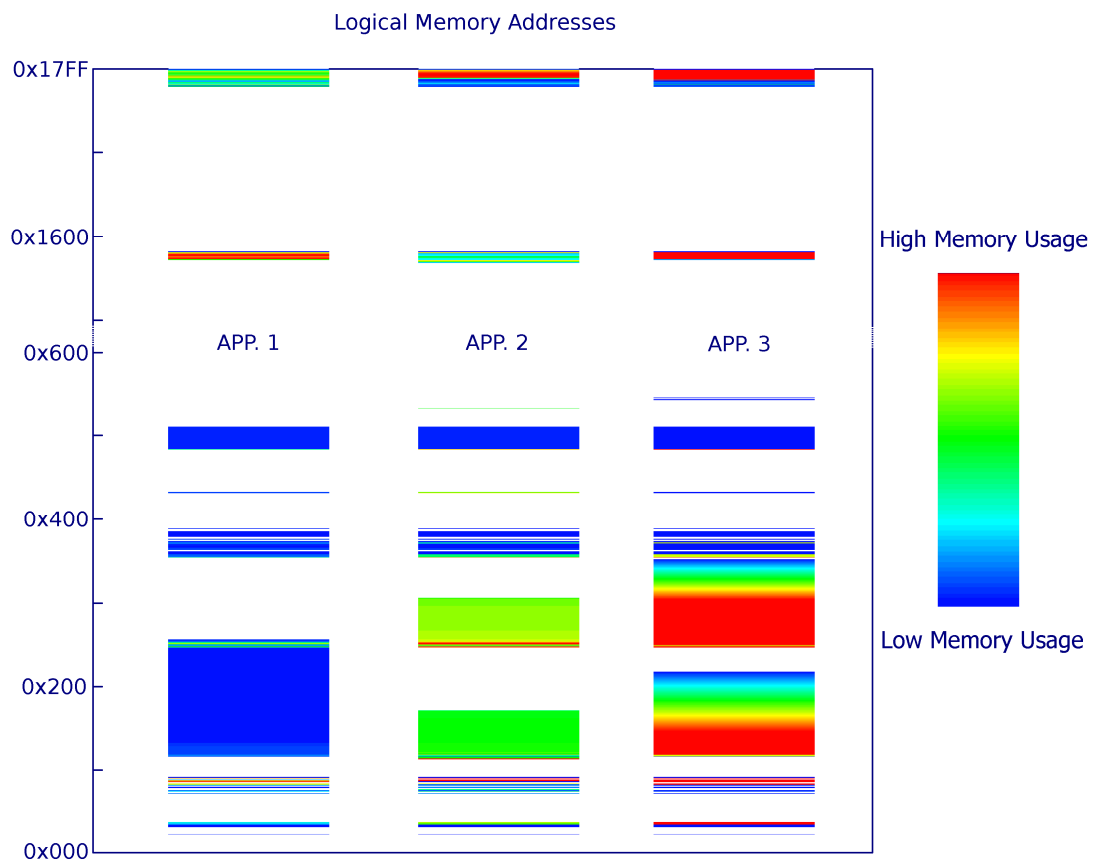 Logical Memory Addresses
0x17FF
0x1600
High Memory Usage
APP. 1
APP. 2
APP. 3
0x600
0x400
Low Memory Usage
0x200
0x000